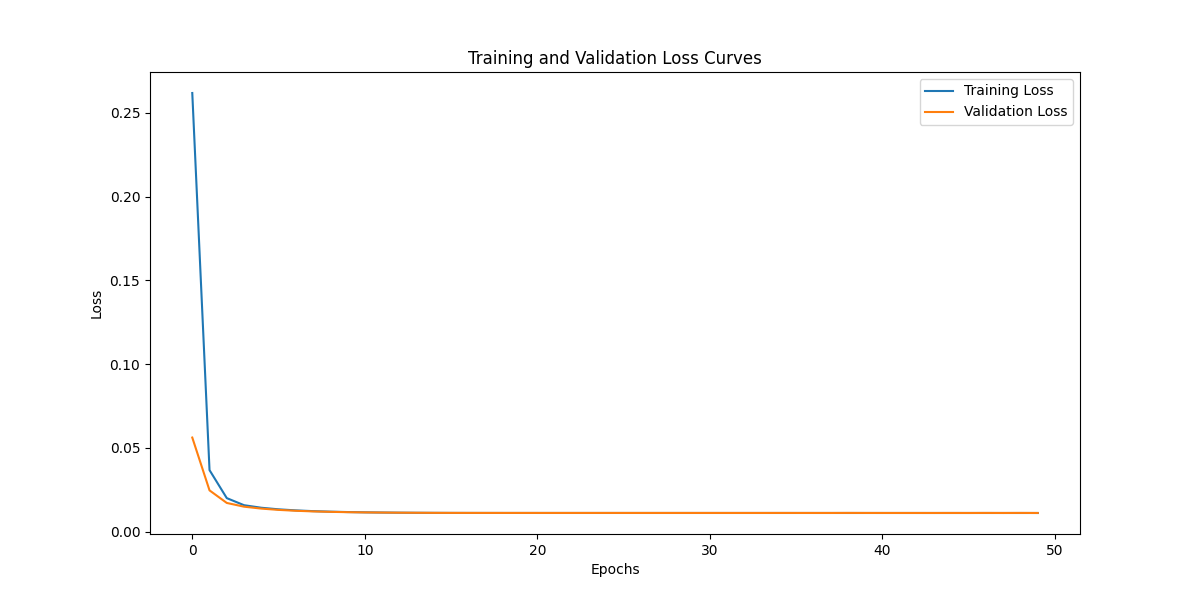 Training and Validation Loss Curves
Training Loss
Validation Loss
0.25
0.20
0.15
0.10
0.05
0.00
Loss
0 10 20 30 40 50
Epochs